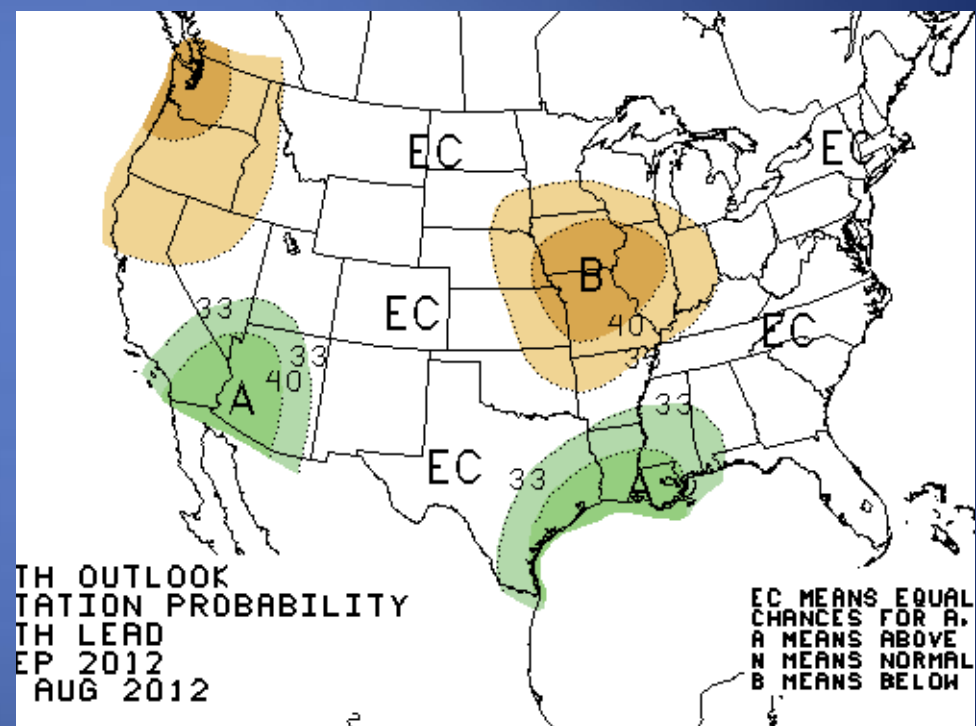 EC
EC
B
33
EC
EC
40
33
40
A
33
EC
33
A
TH OUTLOOK
TATION PROBABILITY
TH LEAD
EP 2012
AUG 2012
EC MEANS EQUAL
CHANCES FOR A,
A MEANS ABOVE
N MEANS NORMAL
B MEANS BELOW